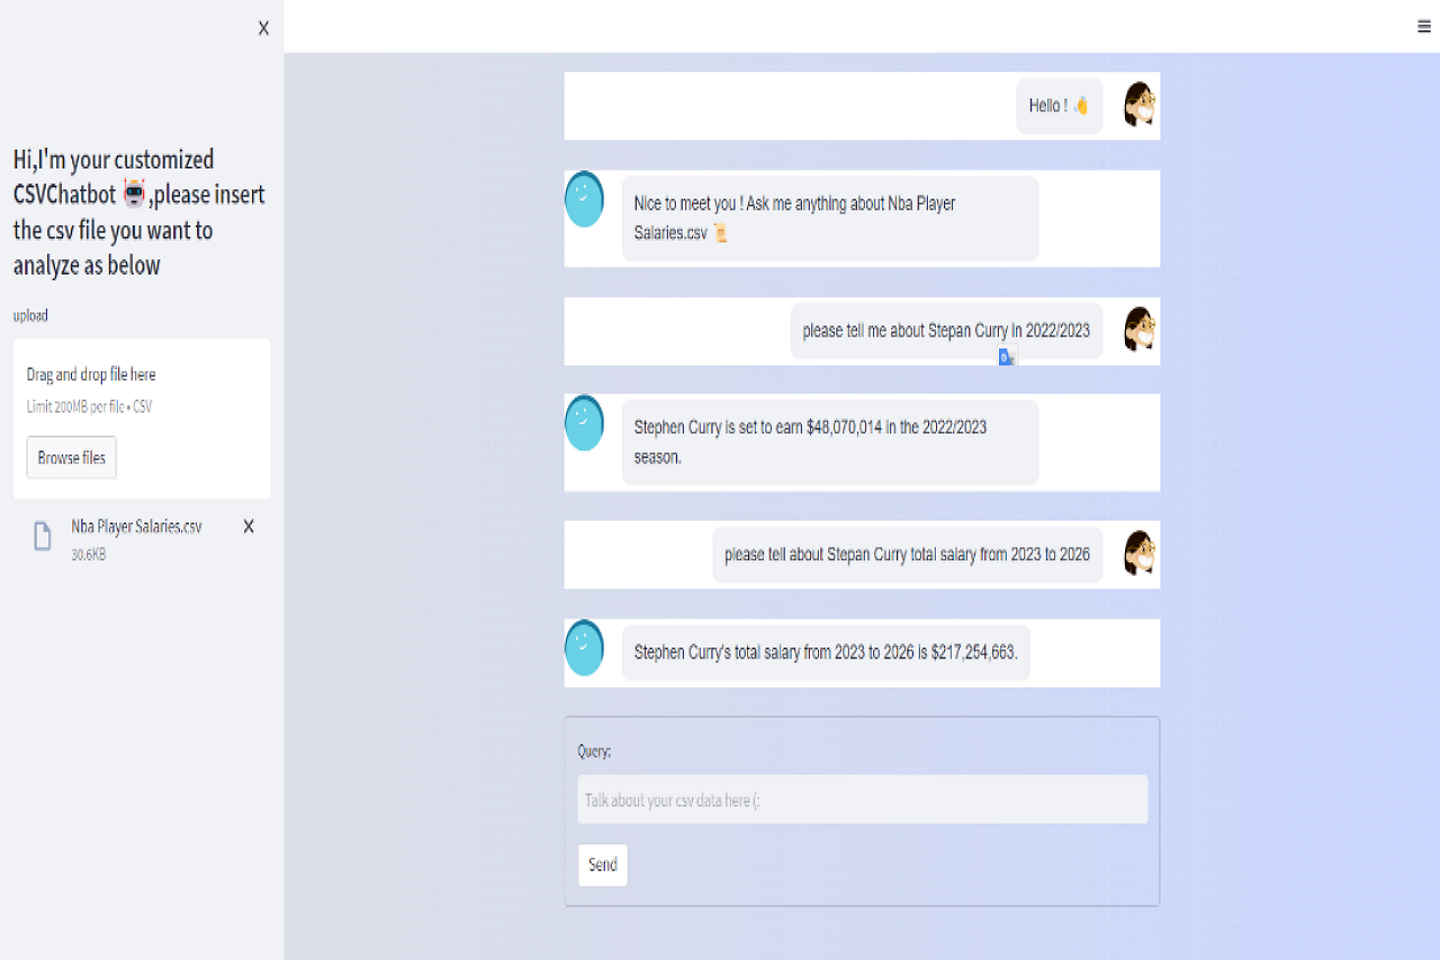 X
Hi,I'm your customized
CSVChatbot 🤖,please insert
the csv file you want to
analyze as below
upload
Drag and drop file here
Limit 200MB per file • CSV
Browse files
Nba Player Salaries.csv
X
30.6KB
Hello ! 👋
Nice to meet you ! Ask me anything about Nba Player
Salaries.csv 📜
please tell me about Stepan Curry in 2022/2023
Stephen Curry is set to earn $48,070,014 in the 2022/2023
season.
please tell about Stepan Curry total salary from 2023 to 2026
Stephen Curry's total salary from 2023 to 2026 is $217,254,663.
Query:
Talk about your csv data here (:
Send